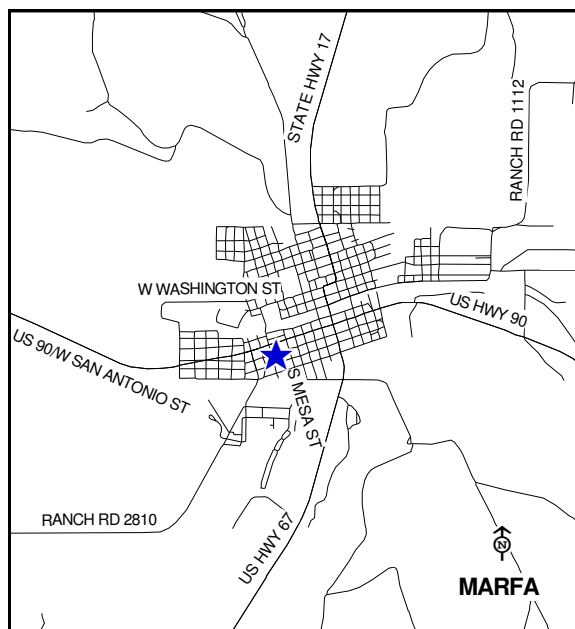 STATE HWY 17
RANCH RD 1112
W WASHINGTON ST
US HWY 90
US 90/W SAN ANTONIO ST
S MESA ST
RANCH RD 2810
US HWY 67
N
MARFA